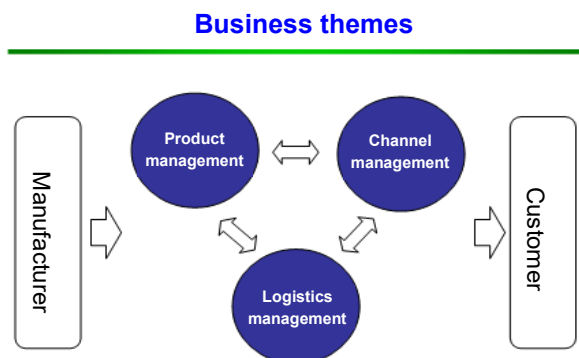 Business themes
Manufacturer
Product
management
Channel
management
Logistics
management
Customer